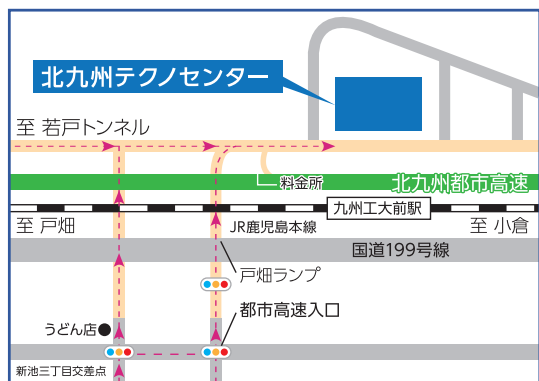 北九州テクノセンター
至 若戸トンネル
料金所
北九州都市高速
九州工大前駅
至 戸畑
JR鹿児島本線
至 小倉
国道199号線
戸畑ランプ
都市高速入口
うどん店
新池三丁目交差点